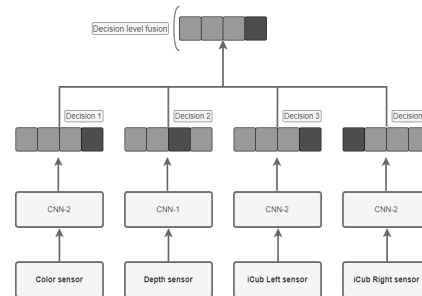 Decision level fusion
Decision 1
Decision 2
Decision 3
Decision
CNN-2
CNN-1
CNN-2
CNN-2
Color sensor
Depth sensor
iCub Left sensor
iCub Right sensor